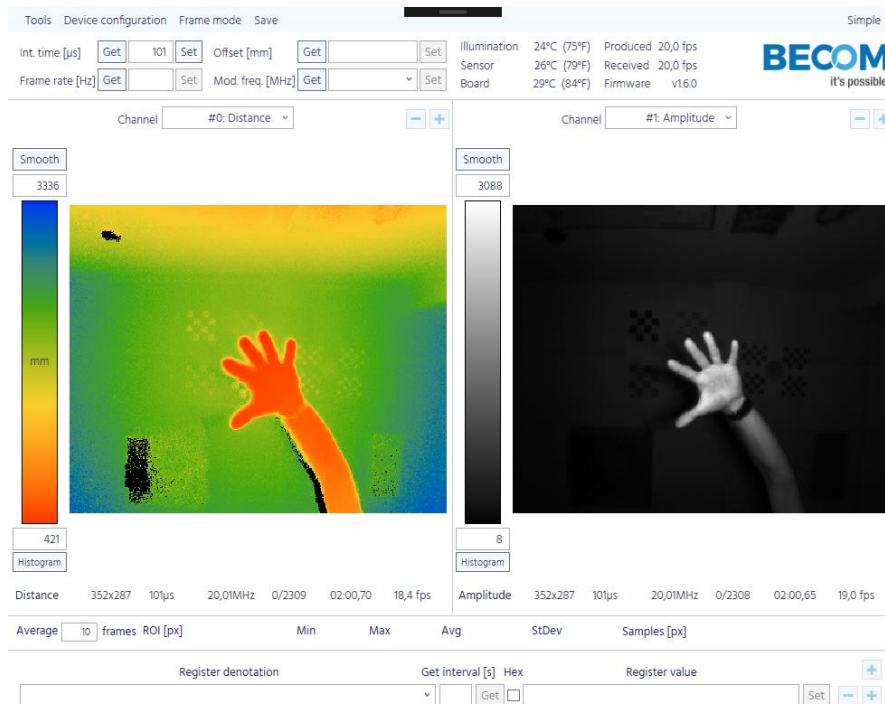 Tools Device configuration Frame mode Save Simple
Int. time [µs] Get 101 Set Offset [mm] Get Set Illumination 24°C (75°F) Produced 20,0 fps
Sensor 26°C (79°F) Received 20,0 fps
Frame rate [Hz] Get Set Mod. freq. [MHz] Get Set Board 29°C (84°F) Firmware v1.6.0
BECOM
it's possible
Channel #0: Distance − + Channel #1: Amplitude − +
Smooth Smooth
3336 3088
mm
421 8
Histogram Histogram
Distance 352x287 101µs 20,01MHz 0/2309 02:00,70 18,4 fps Amplitude 352x287 101µs 20,01MHz 0/2308 02:00,65 19,0 fps
Average 10 frames ROI [px] Min Max Avg StDev Samples [px]
Register denotation Get interval [s] Hex Register value +
Get Set − +